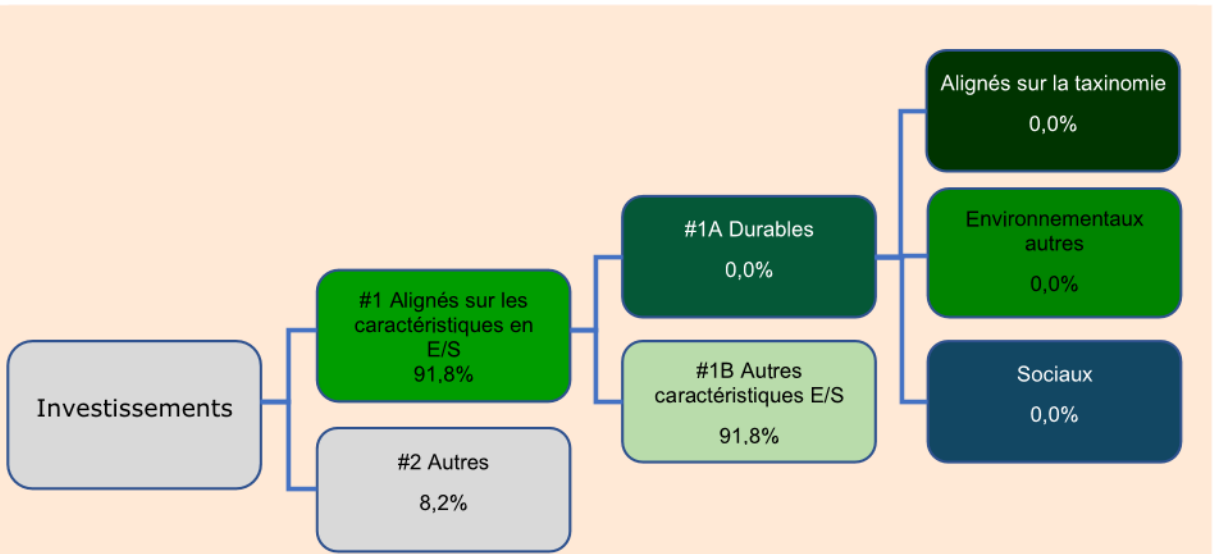 Investissements
#1 Alignés sur les
caractéristiques en
E/S
91,8%
#2 Autres
8,2%
#1A Durables
0,0%
#1B Autres
caractéristiques E/S
91,8%
Alignés sur la taxinomie
0,0%
Environnementaux
autres
0,0%
Sociaux
0,0%